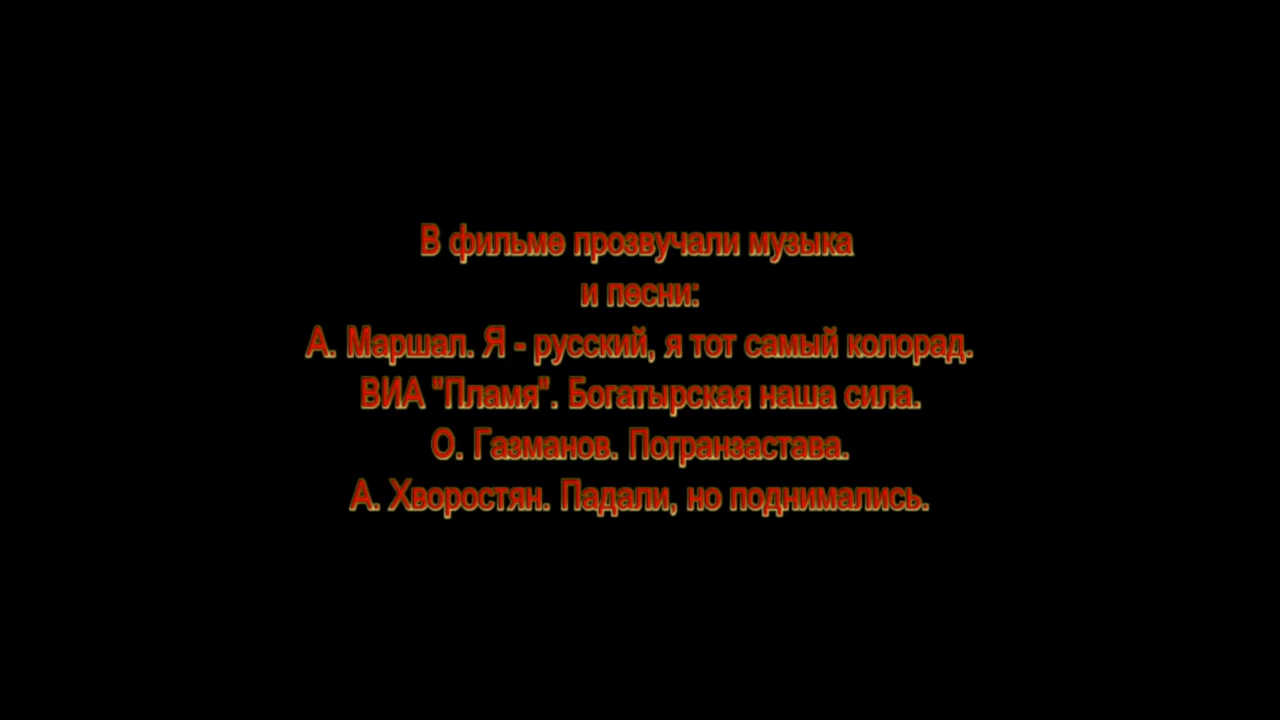 В фильме прозвучали музыка
и песни:
А. Маршал. Я - русский, я тот самый колорад.
ВИА "Пламя". Богатырская наша сила.
О. Газманов. Погранзастава.
А. Хворостян. Падали, но поднимались.